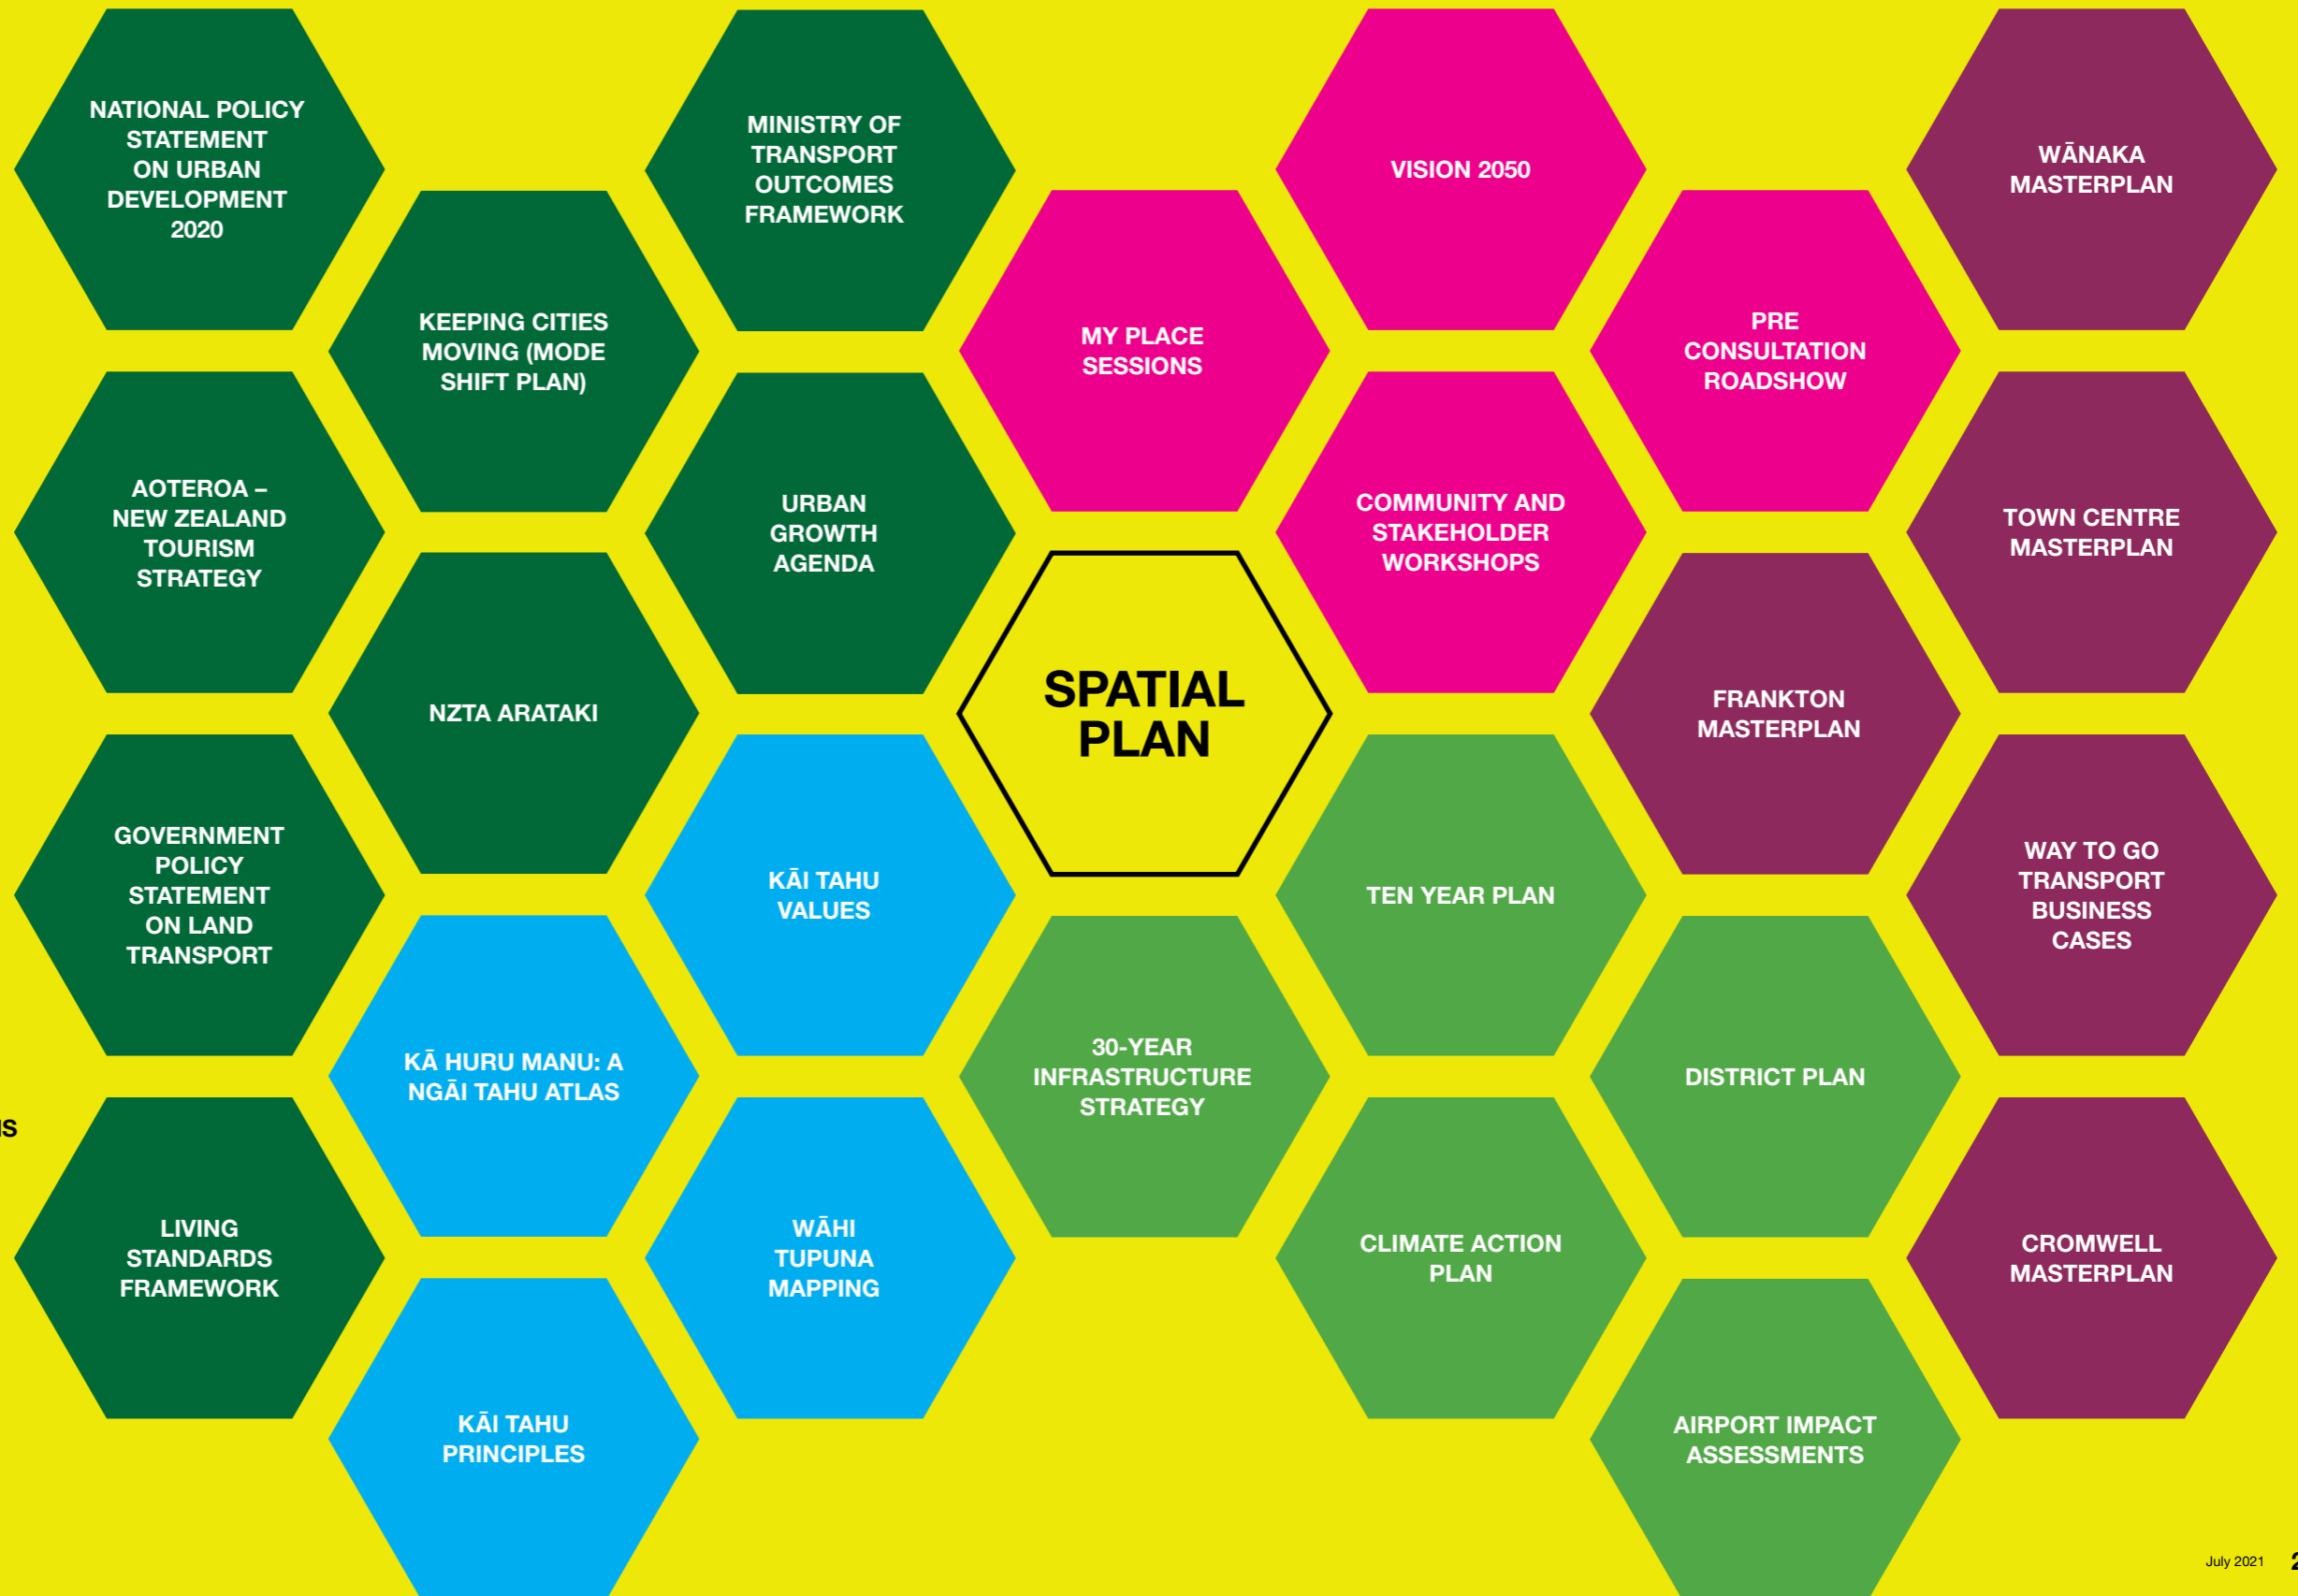 NATIONAL POLICY
STATEMENT
ON URBAN
DEVELOPMENT
2020
MINISTRY OF
TRANSPORT
OUTCOMES
FRAMEWORK
VISION 2050
WĀNAKA
MASTERPLAN
KEEPING CITIES
MOVING (MODE
SHIFT PLAN)
MY PLACE
SESSIONS
PRE
CONSULTATION
ROADSHOW
AOTEROA –
NEW ZEALAND
TOURISM
STRATEGY
URBAN
GROWTH
AGENDA
COMMUNITY AND
STAKEHOLDER
WORKSHOPS
TOWN CENTRE
MASTERPLAN
NZTA ARATAKI
SPATIAL
PLAN
FRANKTON
MASTERPLAN
GOVERNMENT
POLICY
STATEMENT
ON LAND
TRANSPORT
KĀI TAHU
VALUES
TEN YEAR PLAN
WAY TO GO
TRANSPORT
BUSINESS
CASES
KĀ HURU MANU: A
NGĀI TAHU ATLAS
30-YEAR
INFRASTRUCTURE
STRATEGY
DISTRICT PLAN
LIVING
STANDARDS
FRAMEWORK
WĀHI
TUPUNA
MAPPING
CLIMATE ACTION
PLAN
CROMWELL
MASTERPLAN
KĀI TAHU
PRINCIPLES
AIRPORT IMPACT
ASSESSMENTS
July 2021